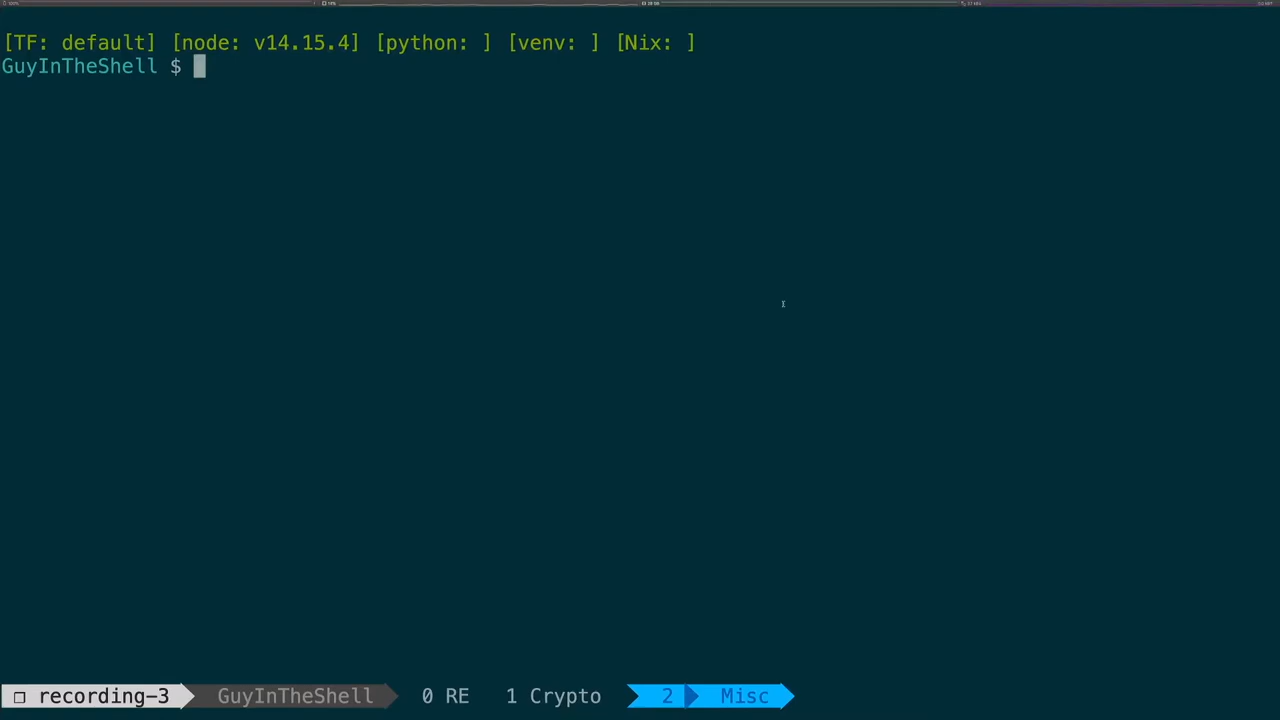 [TF: default] [node: v14.15.4] [python: ] [venv: ] [Nix: ]
GuyInTheShell $
❐ recording-3 GuyInTheShell 0 RE 1 Crypto 2 Misc